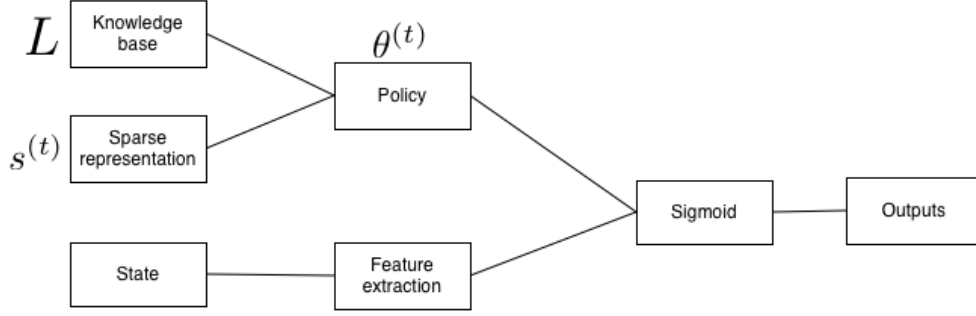 L
Knowledge
base
θ^(t)
Policy
s^(t)
Sparse
representation
Sigmoid
Outputs
State
Feature
extraction